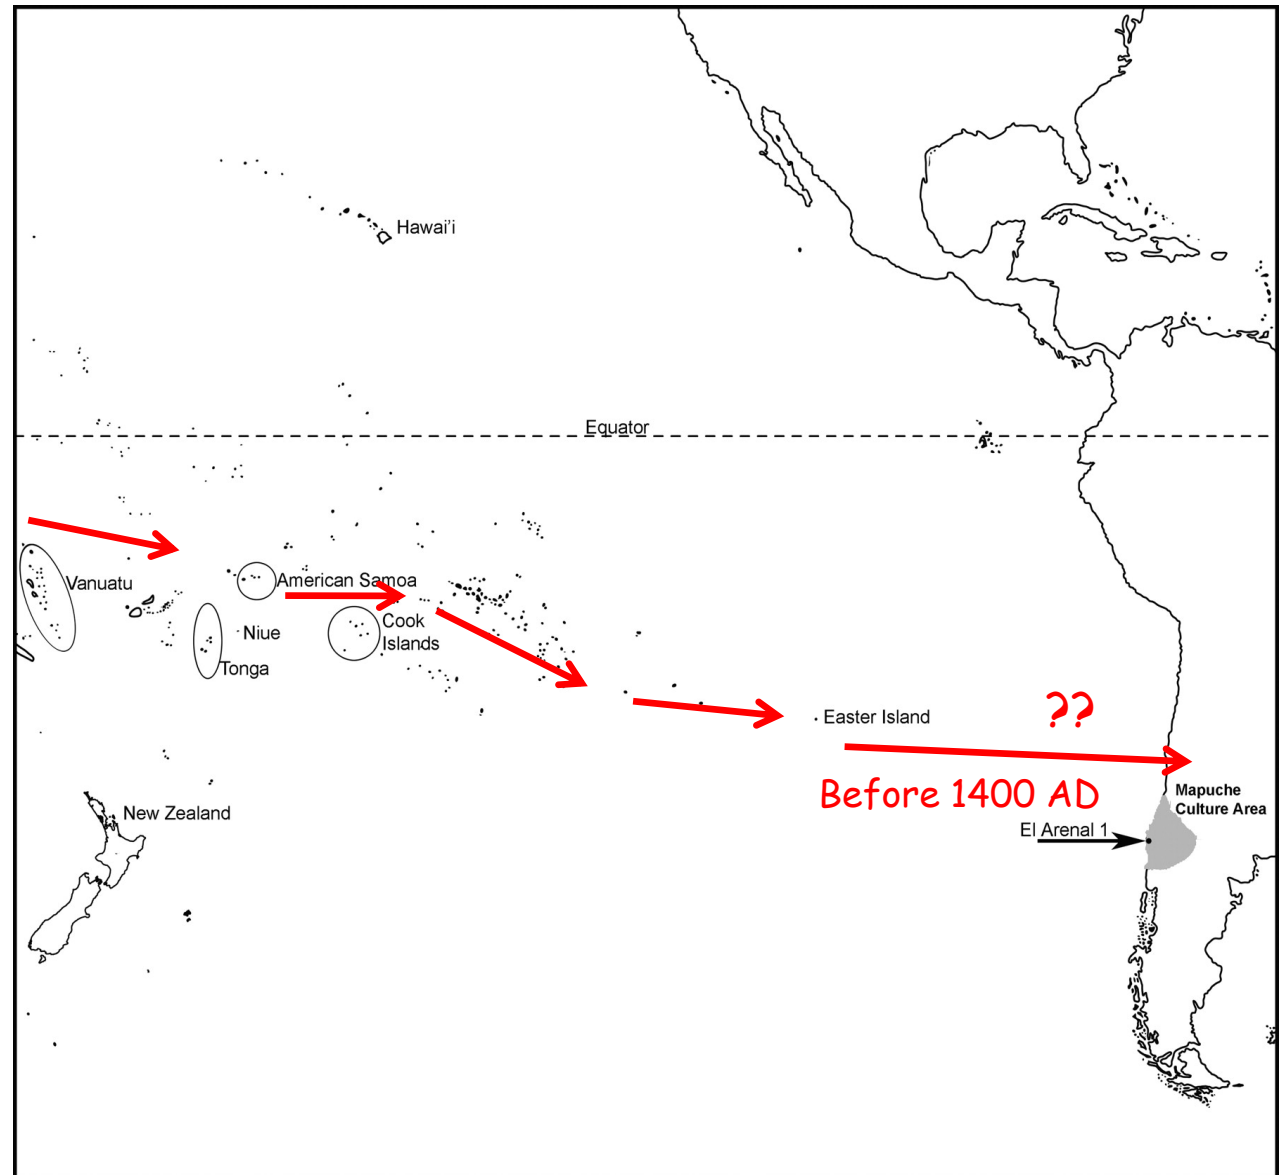 Hawai'i
Equator
Vanuatu
American Samoa
Cook
Islands
Niue
Tonga
Easter Island
??
Before 1400 AD
Mapuche
Culture Area
New Zealand
El Arenal 1